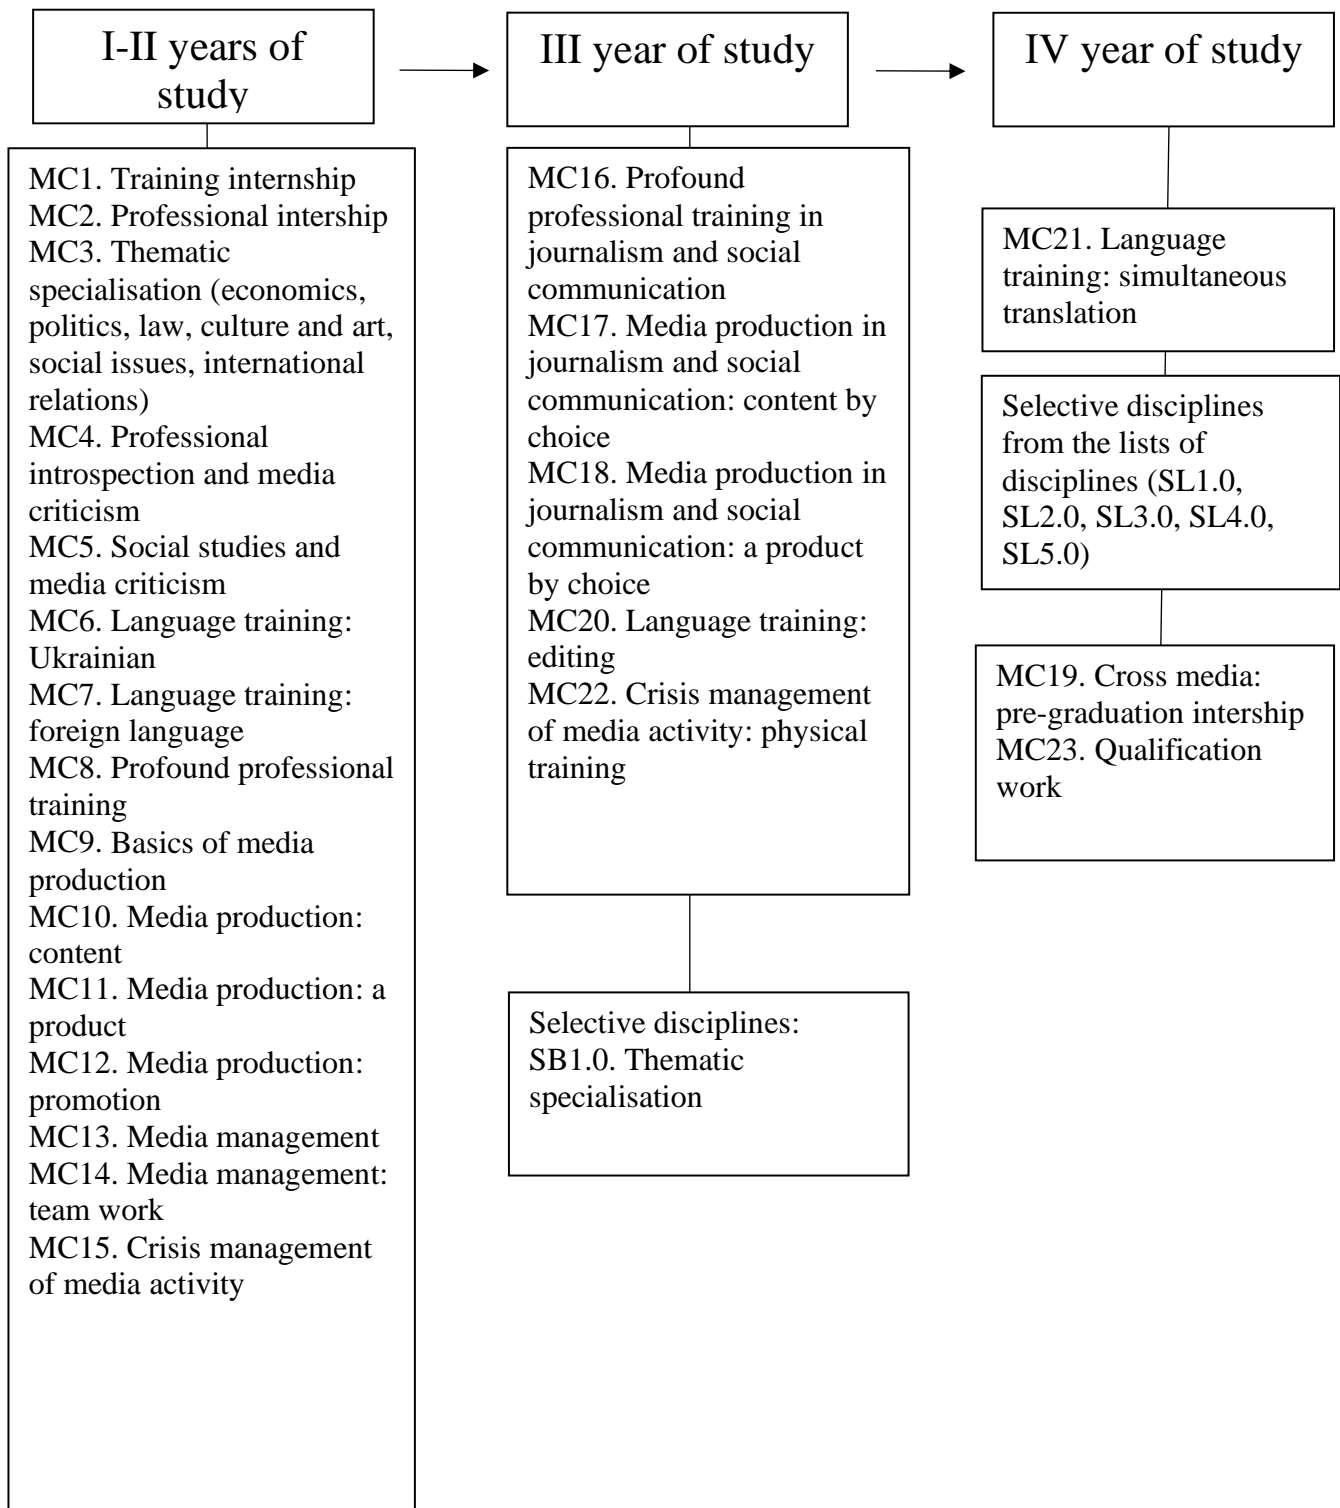 I-II years of
study
MC1. Training internship
MC2. Professional intership
MC3. Thematic
specialisation (economics,
politics, law, culture and art,
social issues, international
relations)
MC4. Professional
introspection and media
criticism
MC5. Social studies and
media criticism
MC6. Language training:
Ukrainian
MC7. Language training:
foreign language
MC8. Profound professional
training
MC9. Basics of media
production
MC10. Media production:
content
MC11. Media production: a
product
MC12. Media production:
promotion
MC13. Media management
MC14. Media management:
team work
MC15. Crisis management
of media activity
III year of study
MC16. Profound
professional training in
journalism and social
communication
MC17. Media production in
journalism and social
communication: content by
choice
MC18. Media production in
journalism and social
communication: a product
by choice
MC20. Language training:
editing
MC22. Crisis management
of media activity: physical
training
Selective disciplines:
SB1.0. Thematic
specialisation
IV year of study
MC21. Language
training: simultaneous
translation
Selective disciplines
from the lists of
disciplines (SL1.0,
SL2.0, SL3.0, SL4.0,
SL5.0)
MC19. Cross media:
pre-graduation intership
MC23. Qualification
work